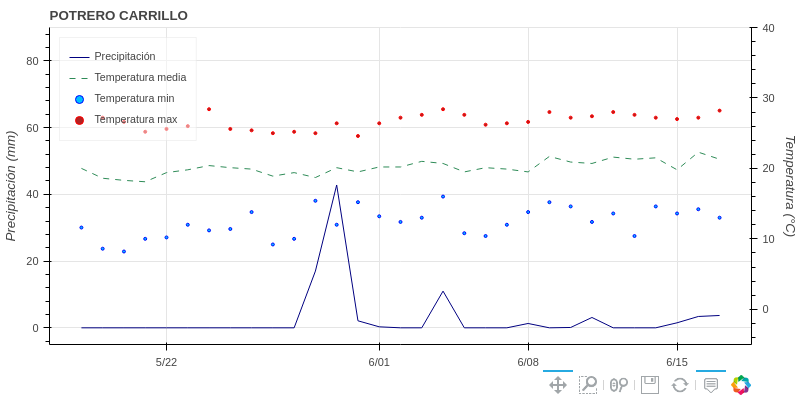 POTRERO CARRILLO
Precipitación
Temperatura media
Temperatura min
Temperatura max
Precipitación (mm)
80
60
40
20
0
Temperatura (°C)
40
30
20
10
0
5/22
6/01
6/08
6/15